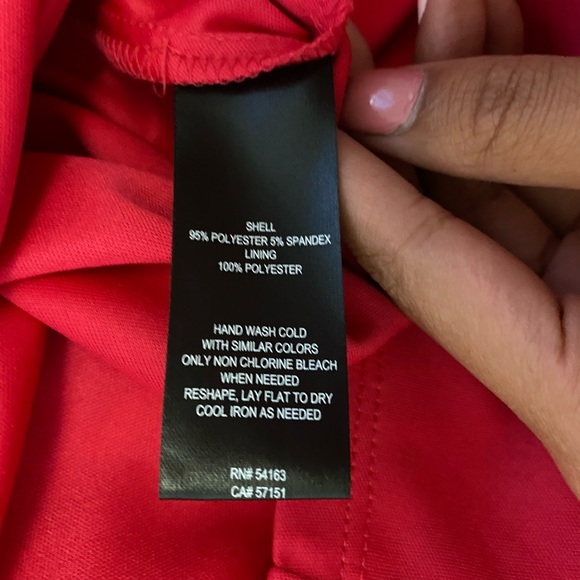 SHELL
95% POLYESTER 5% SPANDEX
LINING
100% POLYESTER
HAND WASH COLD
WITH SIMILAR COLORS
ONLY NON CHLORINE BLEACH
WHEN NEEDED
RESHAPE, LAY FLAT TO DRY
COOL IRON AS NEEDED
RN# 54163
CA# 57151